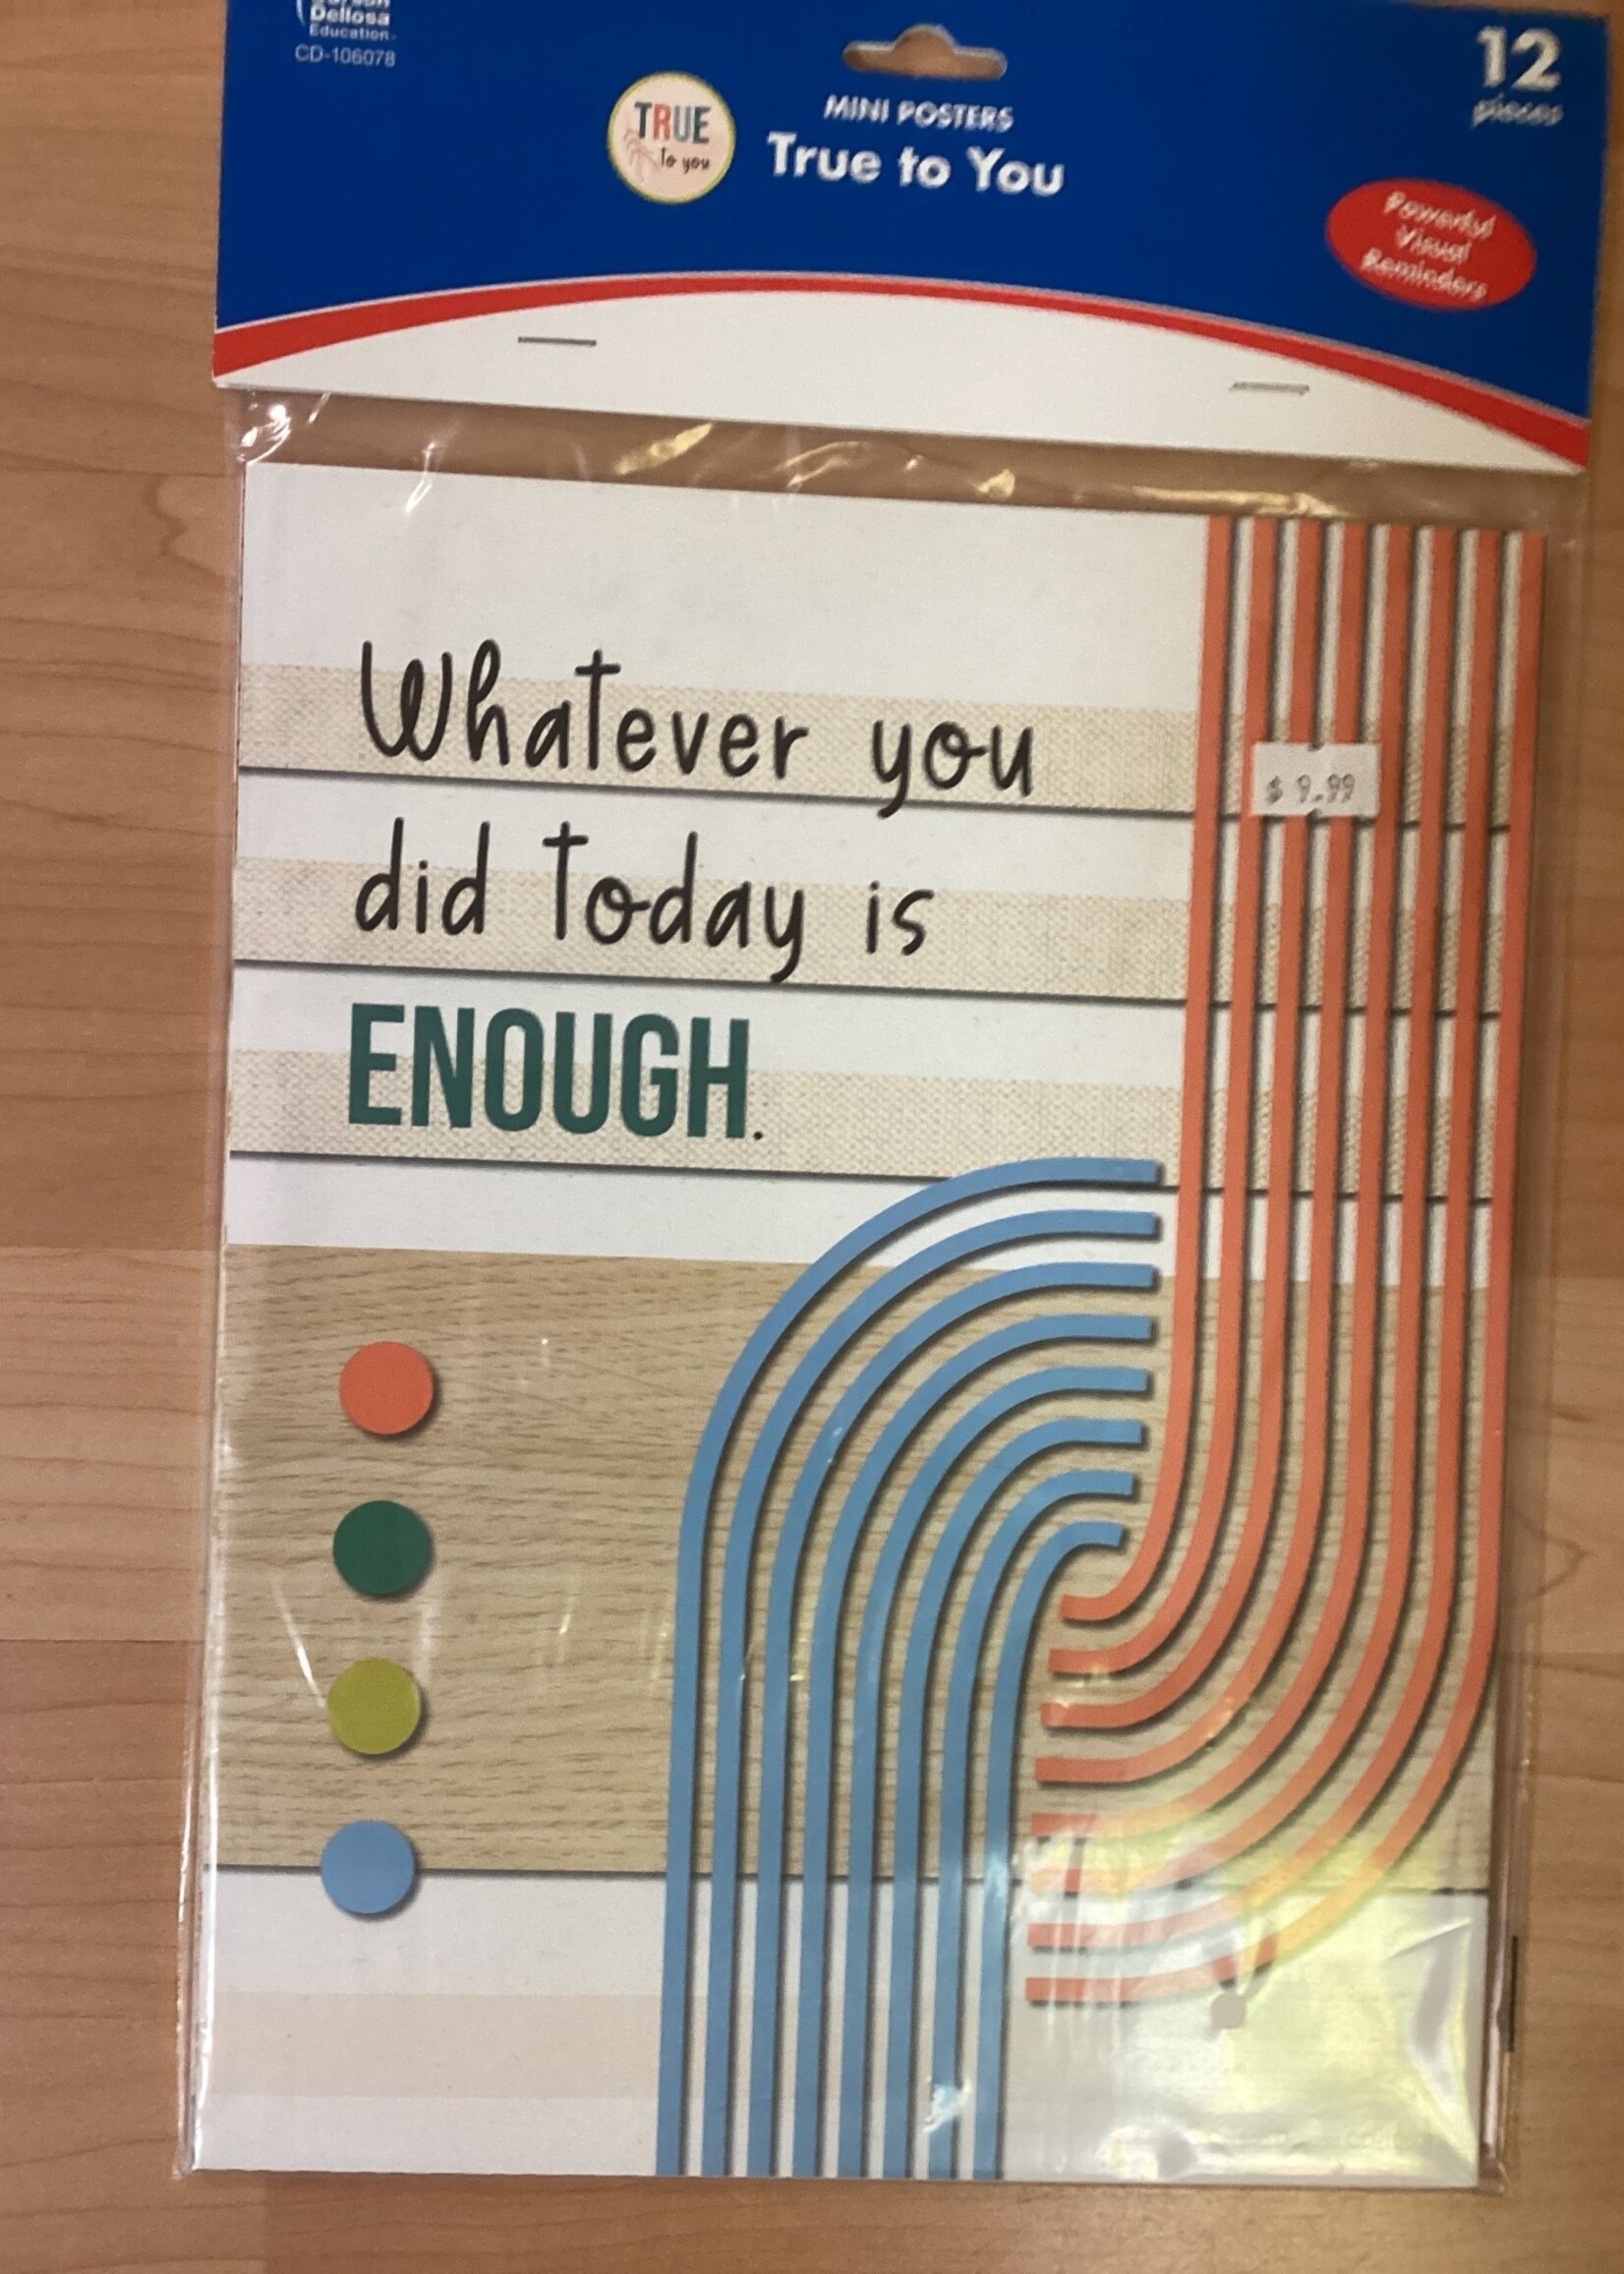 Dellosa
Education
CD-106078
TRUE
to you
MINI POSTERS
True to You
12
pieces
Powerful
Visual
Reminders
Whatever you
did today is
ENOUGH.
$ 9.99